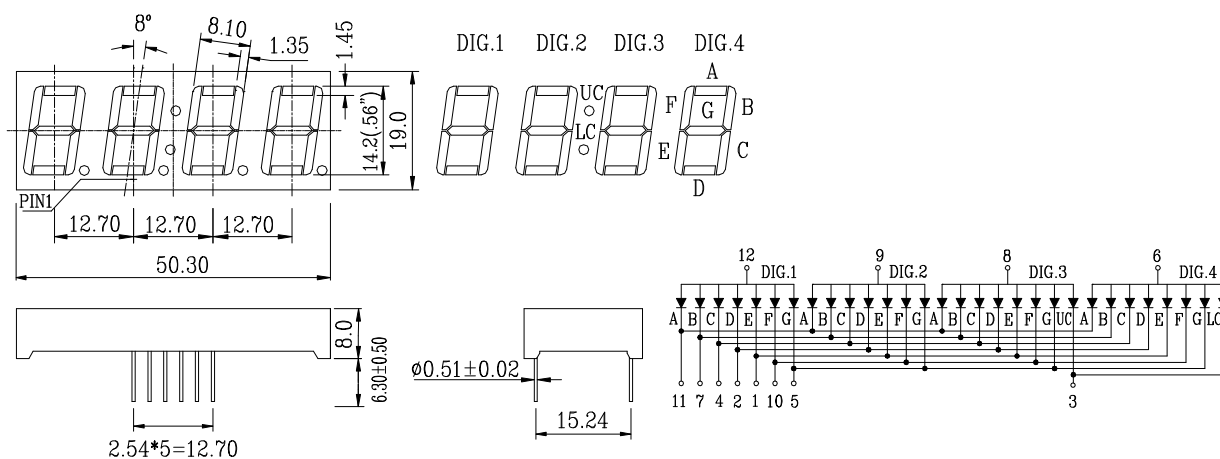 8°
8.10
1.35
1.45
14.2(.56")
19.0
PIN1
12.70 12.70 12.70
50.30
DIG.1 DIG.2 DIG.3 DIG.4
A
UC F G B
LC E C
D
8.0
6.30±0.50
2.54*5=12.70
ø0.51±0.02
15.24
12 9 8 6
DIG.1 DIG.2 DIG.3 DIG.4
A B C D E F G A B C D E F G A B C D E F G UC A B C D E F G LC
11 7 4 2 1 10 5 3